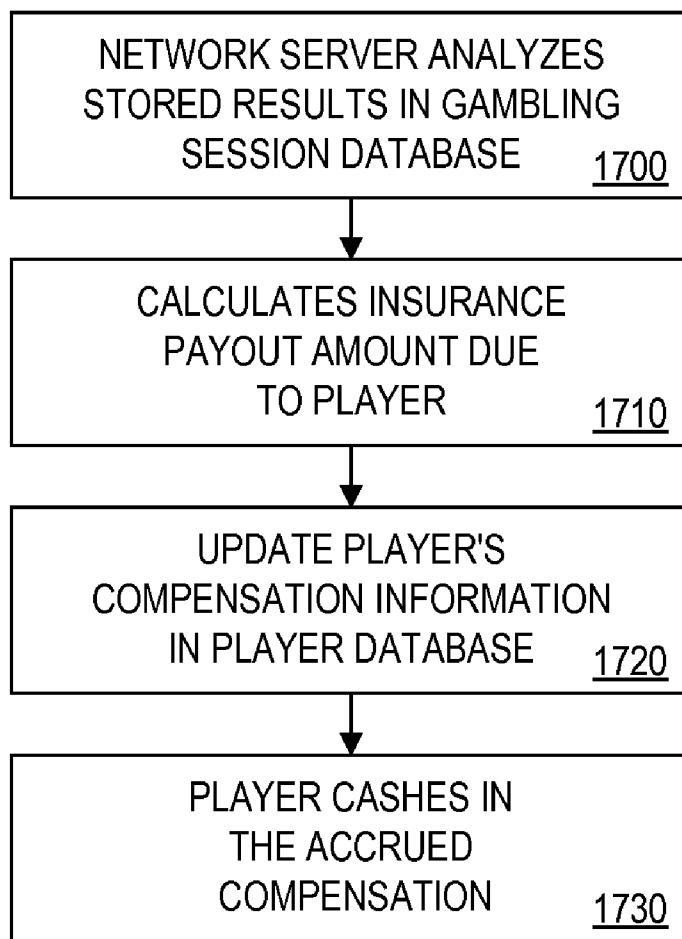 NETWORK SERVER ANALYZES
STORED RESULTS IN GAMBLING
SESSION DATABASE
1700
CALCULATES INSURANCE
PAYOUT AMOUNT DUE
TO PLAYER
1710
UPDATE PLAYER'S
COMPENSATION INFORMATION
IN PLAYER DATABASE
1720
PLAYER CASHES IN
THE ACCRUED
COMPENSATION
1730